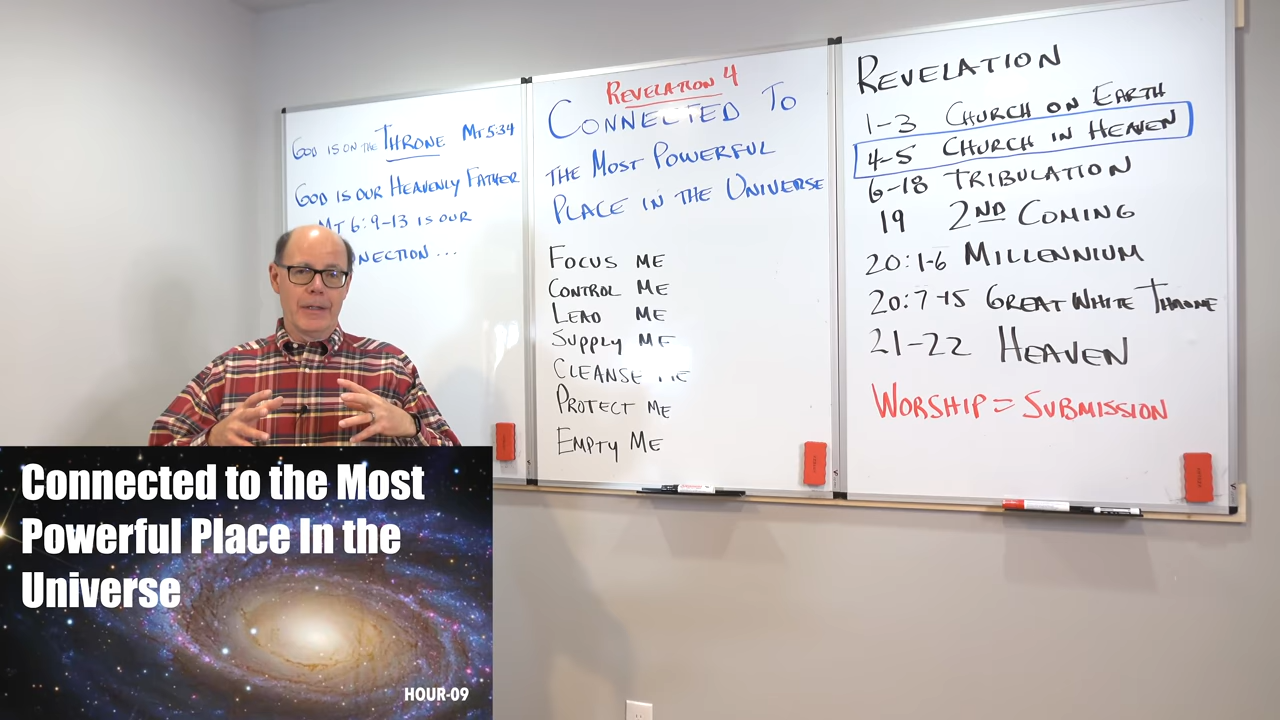 GOD IS ON THE THRONE MT 5:34
GOD IS OUR HEAVENLY FATHER
MT 6:9-13 IS OUR
NECTION...
REVELATION 4
CONNECTED TO
THE MOST POWERFUL
PLACE IN THE UNIVERSE
FOCUS ME
CONTROL ME
LEAD ME
SUPPLY ME
CLEANSE ME
PROTECT ME
EMPTY ME
REVELATION
1-3 CHURCH ON EARTH
4-5 CHURCH IN HEAVEN
6-18 TRIBULATION
19 2ND COMING
20:1-6 MILLENNIUM
20:7-15 GREAT WHITE THRONE
21-22 HEAVEN
WORSHIP = SUBMISSION
Connected to the Most
Powerful Place In the
Universe
HOUR-09